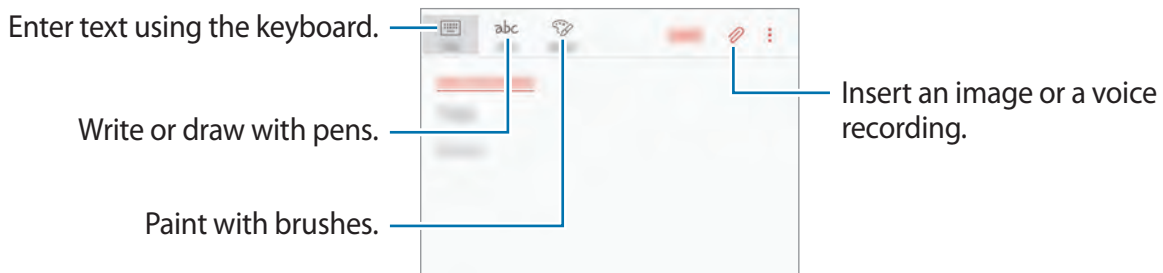 Enter text using the keyboard.
abc
Write or draw with pens.
Insert an image or a voice
recording.
Paint with brushes.